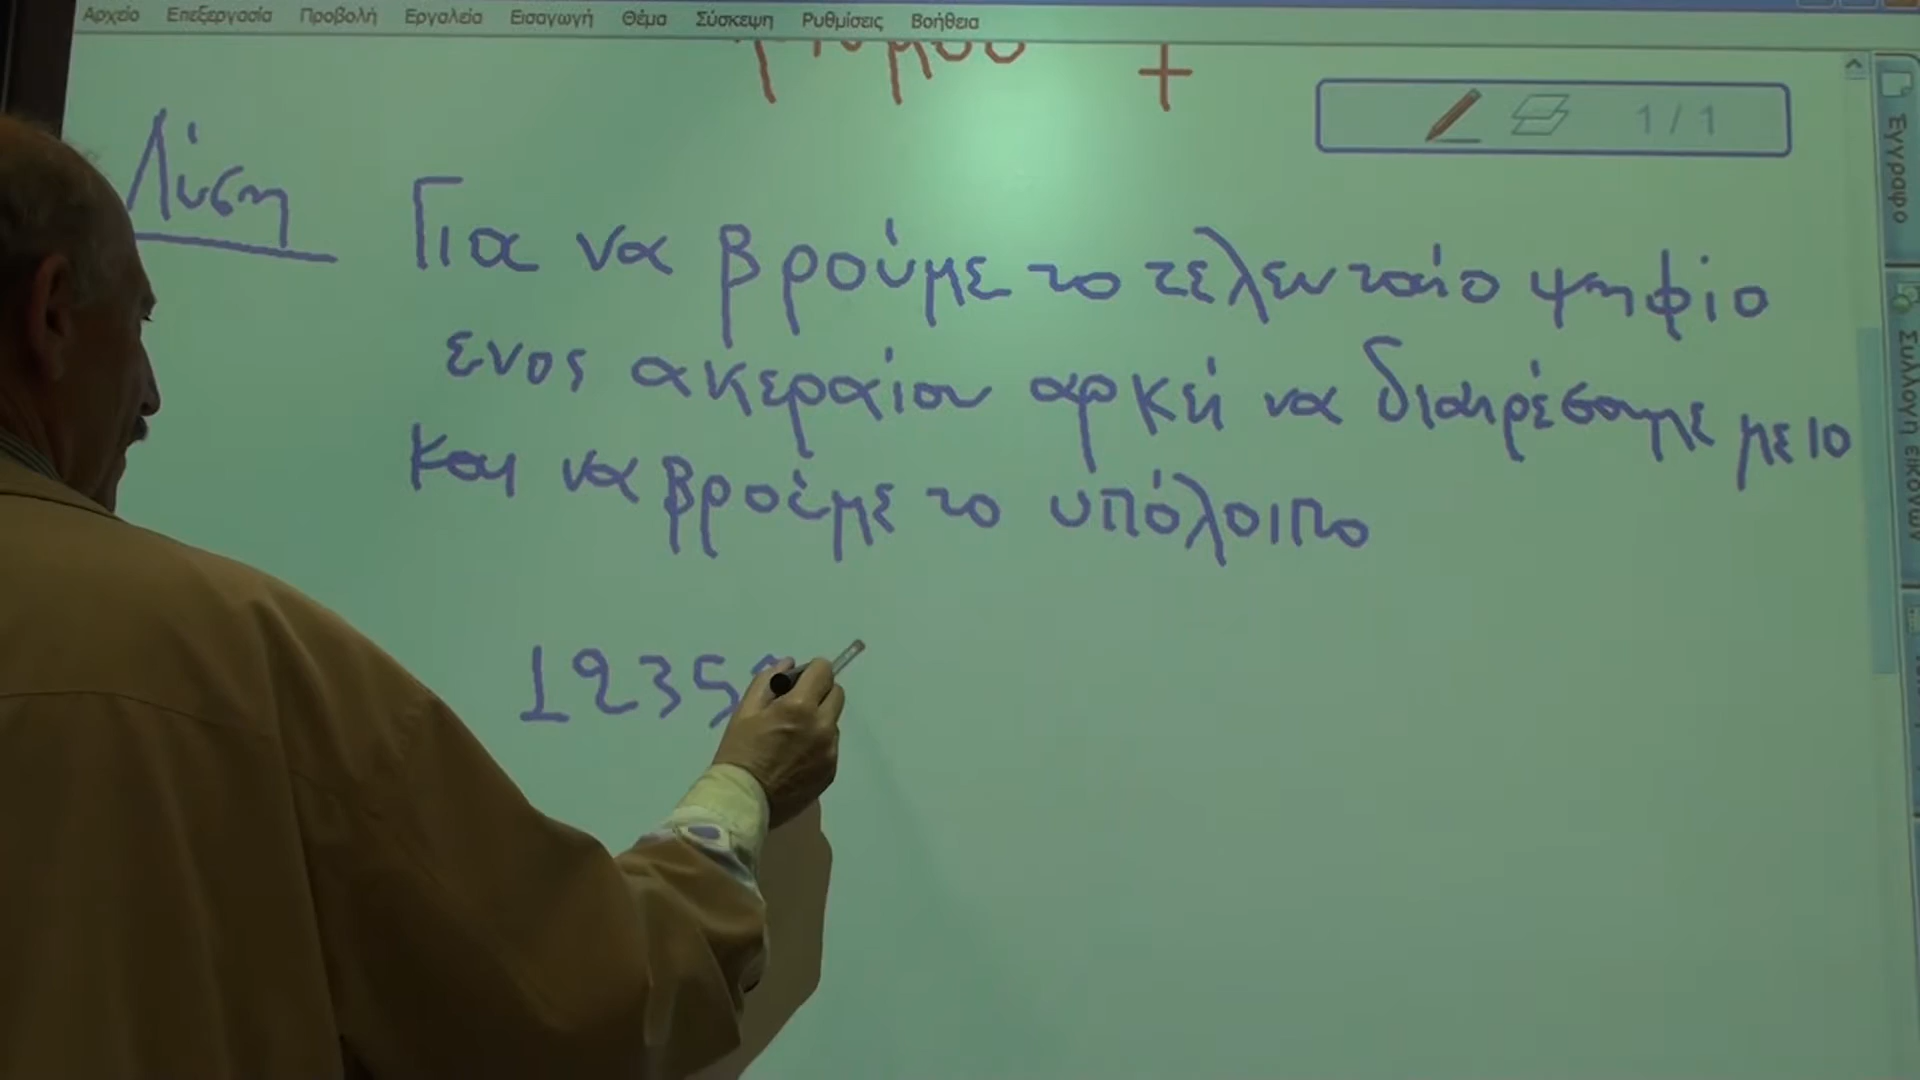 Αρχείο Επεξεργασία Προβολή Εργαλεία Εισαγωγή Θέμα Σύσκεψη Ρυθμίσεις Βοήθεια
+
1 / 1
Λύση
Για να βρούμε το τελευταίο ψηφίο
ενος ακεραίου αρκεί να διαιρέσουμε με 10
και να βρούμε το υπόλοιπο
1235
Έγγραφο
Συλλογή εικόνων